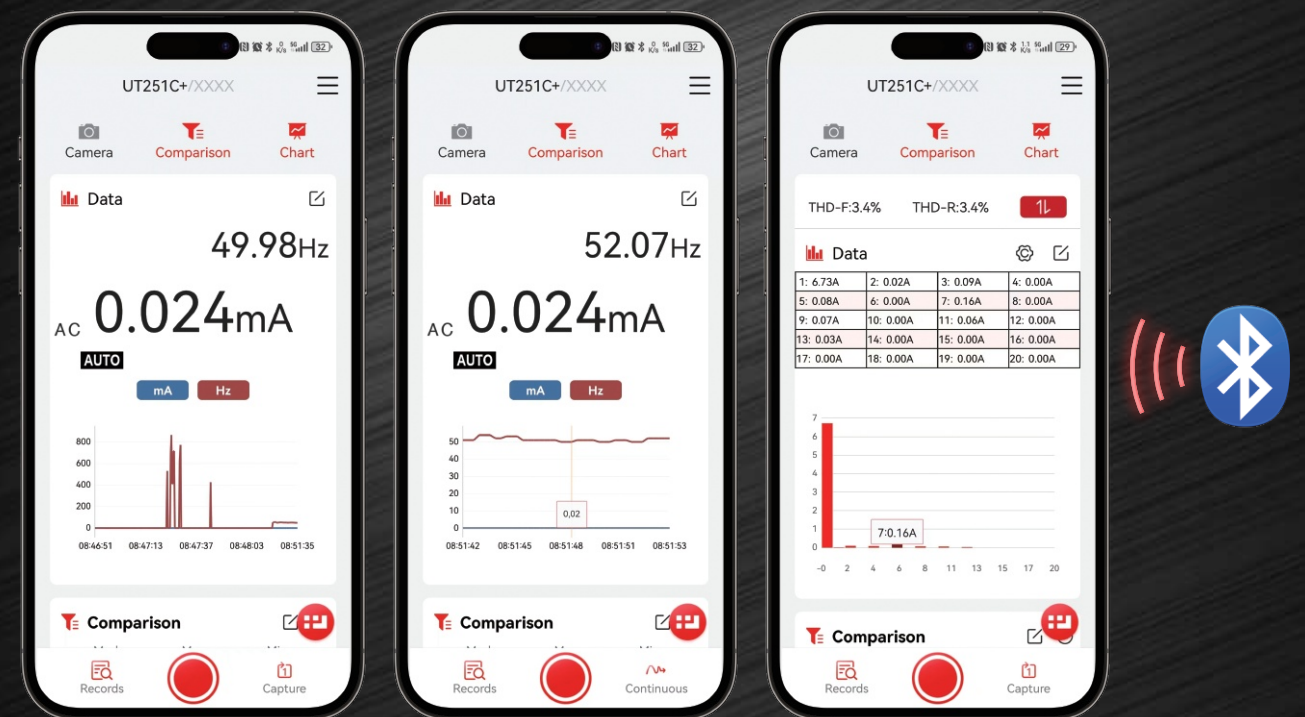 32
UT251C+/XXXX
Camera
Comparison
Chart
Data
49.98Hz
AC 0.024mA
AUTO
mA Hz
800
600
400
200
0
08:46:51 08:47:13 08:47:37 08:48:03 08:51:35
Comparison
Records
Capture
32
UT251C+/XXXX
Camera
Comparison
Chart
Data
52.07Hz
AC 0.024mA
AUTO
mA Hz
50
40
30
20
10
0
0,02
08:51:42 08:51:45 08:51:48 08:51:51 08:51:53
Comparison
Records
Continuous
29
UT251C+/XXXX
Camera
Comparison
Chart
THD-F:3.4% THD-R:3.4%
Data
1: 6.73A 2: 0.02A 3: 0.09A 4: 0.00A
5: 0.08A 6: 0.00A 7: 0.16A 8: 0.00A
9: 0.07A 10: 0.00A 11: 0.06A 12: 0.00A
13: 0.03A 14: 0.00A 15: 0.00A 16: 0.00A
17: 0.00A 18: 0.00A 19: 0.00A 20: 0.00A
7
6
5
4
3
2
1
0
7:0.16A
-0 2 4 6 8 11 13 15 17 20
Comparison
Records
Capture